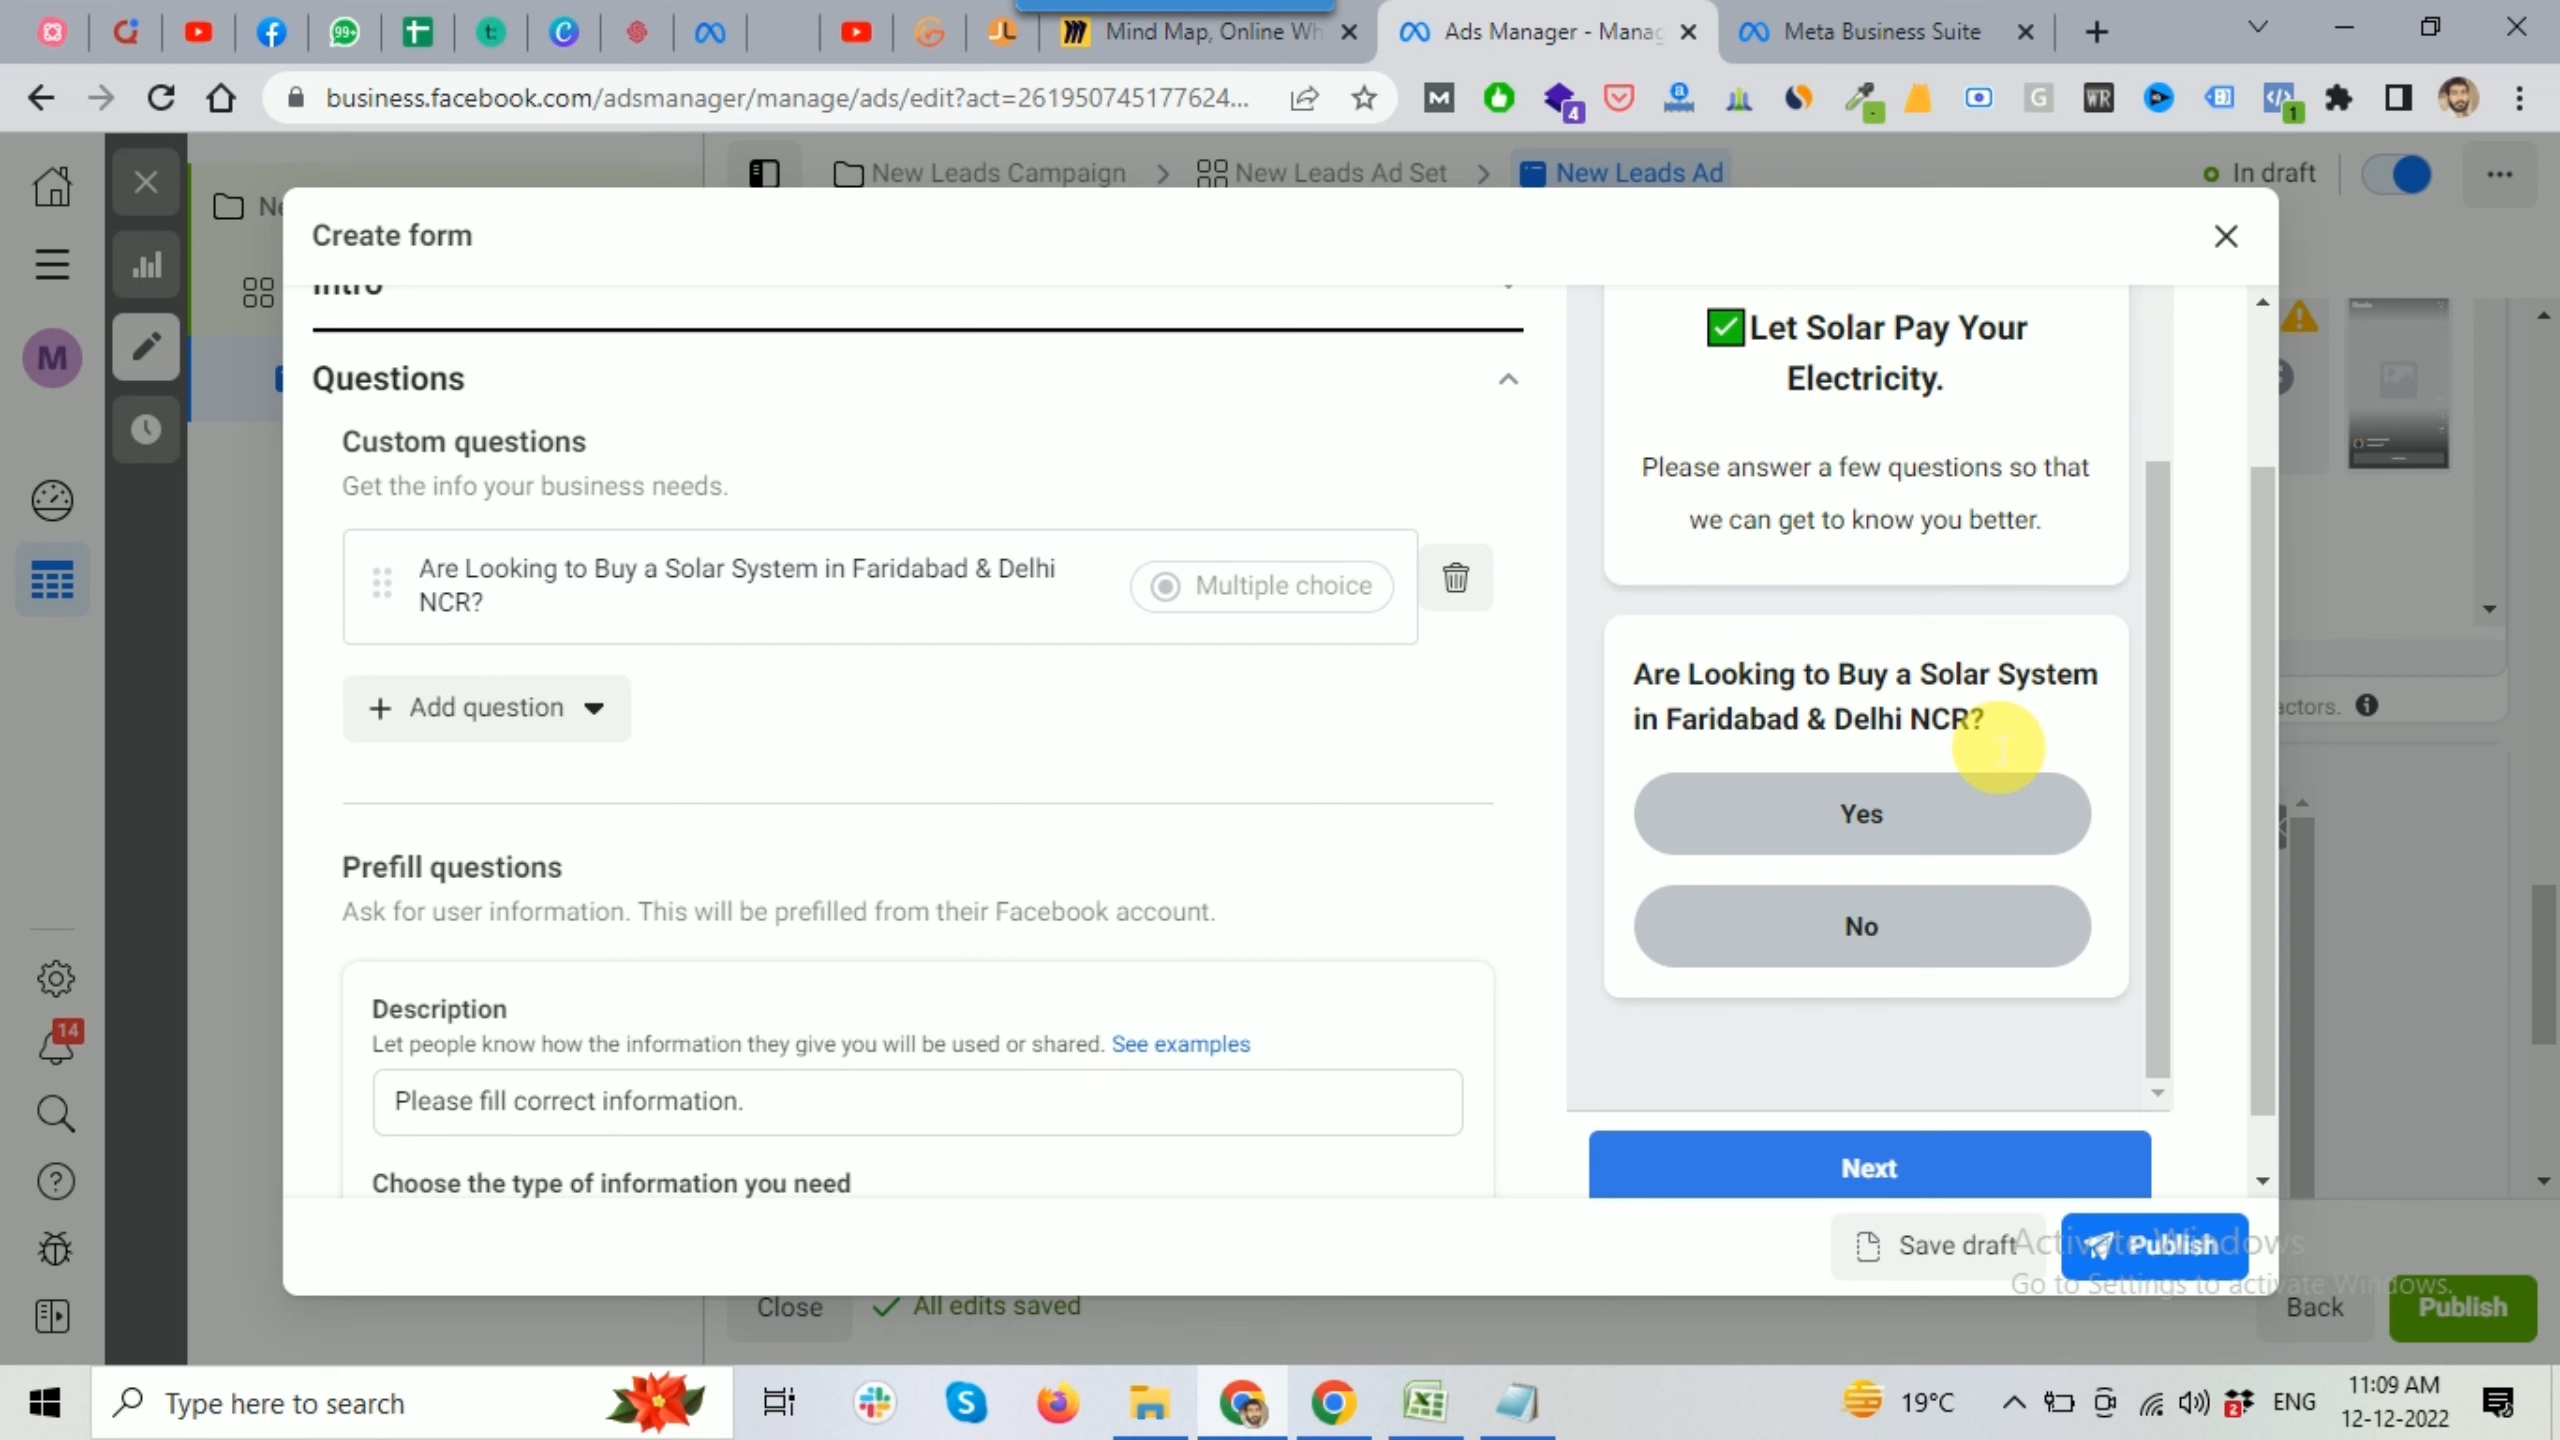 Mind Map, Online Wh
Ads Manager - Manag
Meta Business Suite
business.facebook.com/adsmanager/manage/ads/edit?act=261950745177624...
New Leads Campaign
New Leads Ad Set
New Leads Ad
In draft
Ne
Create form
Intro
Questions
Custom questions
Get the info your business needs.
Are Looking to Buy a Solar System in Faridabad & Delhi
NCR?
Multiple choice
+ Add question
Prefill questions
Ask for user information. This will be prefilled from their Facebook account.
Description
Let people know how the information they give you will be used or shared. See examples
Please fill correct information.
Choose the type of information you need
✅Let Solar Pay Your
Electricity.
Please answer a few questions so that
we can get to know you better.
Are Looking to Buy a Solar System
in Faridabad & Delhi NCR?
Yes
No
Next
Save draft
Publish
Activate Windows
Go to Settings to activate Windows.
actors.
M
99+
4
1
14
Close
All edits saved
Back
Publish
Type here to search
19°C
2
ENG
11:09 AM
12-12-2022